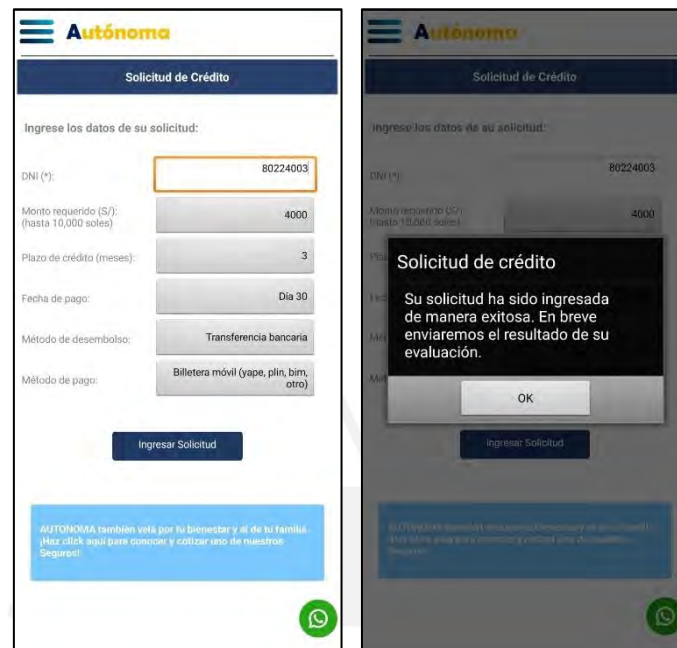 Autónoma
Solicitud de Crédito
Ingrese los datos de su solicitud:
DNI (*):
80224003
Monto requerido (S/):
(hasta 10,000 soles)
4000
Plazo de crédito (meses):
3
Fecha de pago:
Día 30
Método de desembolso:
Transferencia bancaria
Método de pago:
Billetera móvil (yape, plin, bim,
otro)
Ingresar Solicitud
AUTONOMA también vela por tu bienestar y el de tu familia.
¡Haz click aquí para conocer y cotizar uno de nuestros
Seguros!
Autónoma
Solicitud de Crédito
Ingrese los datos de su solicitud:
DNI (*):
80224003
Monto requerido (S/):
(hasta 10,000 soles)
4000
Solicitud de crédito
Su solicitud ha sido ingresada
de manera exitosa. En breve
enviaremos el resultado de su
evaluación.
OK
Ingresar Solicitud